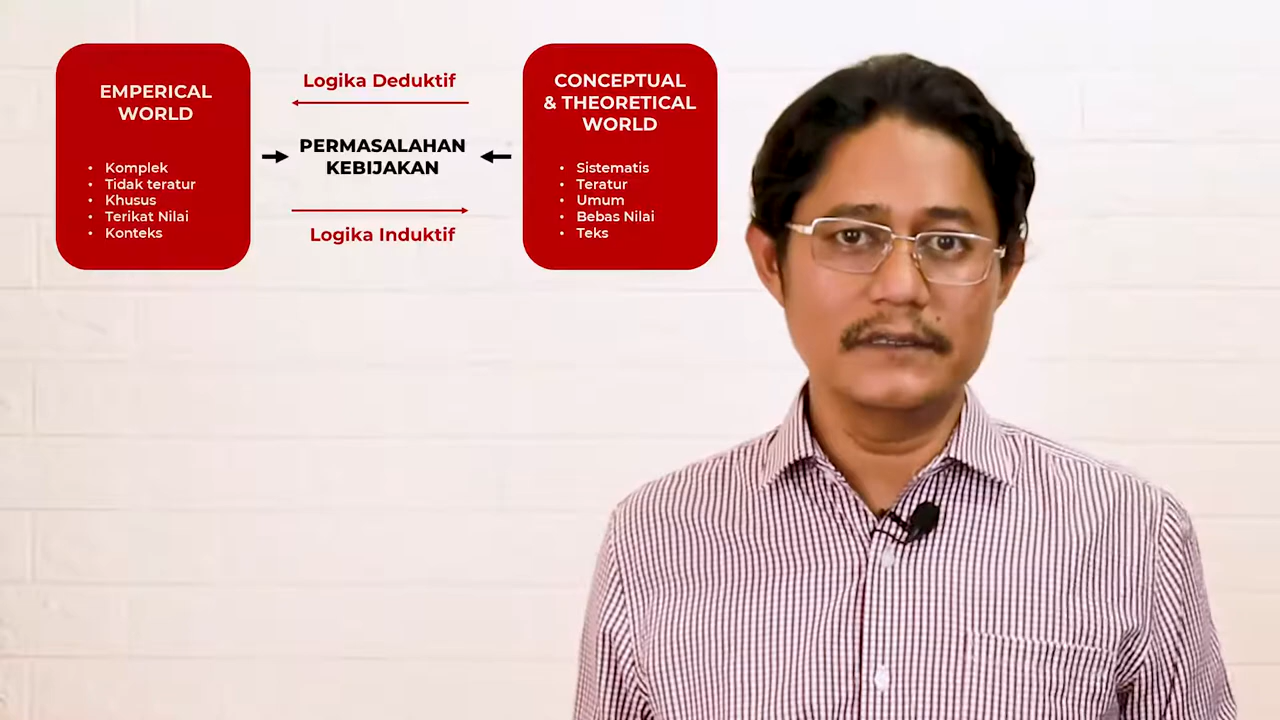 EMPERICAL
WORLD
• Komplek
• Tidak teratur
• Khusus
• Terikat Nilai
• Konteks
Logika Deduktif
PERMASALAHAN
KEBIJAKAN
Logika Induktif
CONCEPTUAL
& THEORETICAL
WORLD
• Sistematis
• Teratur
• Umum
• Bebas Nilai
• Teks